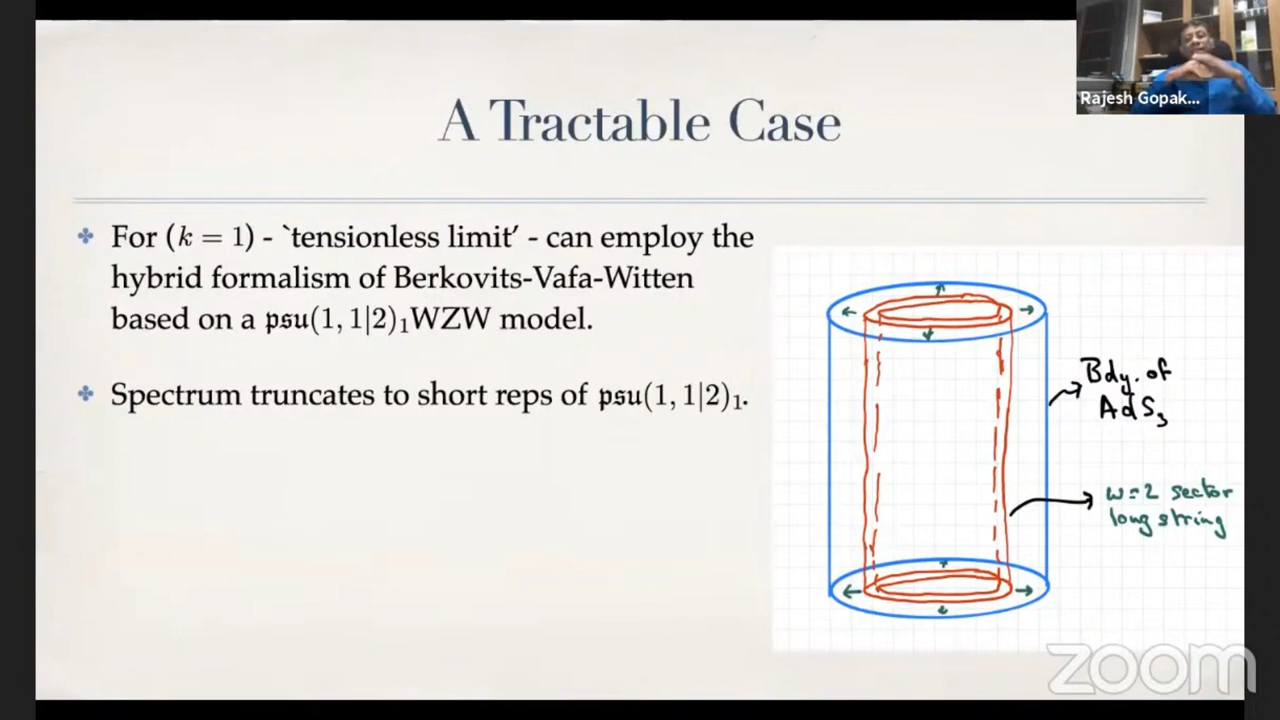 Rajesh Gopak...
A Tractable Case
For (k = 1) - `tensionless limit' - can employ the
hybrid formalism of Berkovits-Vafa-Witten
based on a 𝔭𝔰𝔲(1, 1|2)₁WZW model.
Spectrum truncates to short reps of 𝔭𝔰𝔲(1, 1|2)₁.
Bdy. of
AdS₃
w=2 sector
long string
zoom